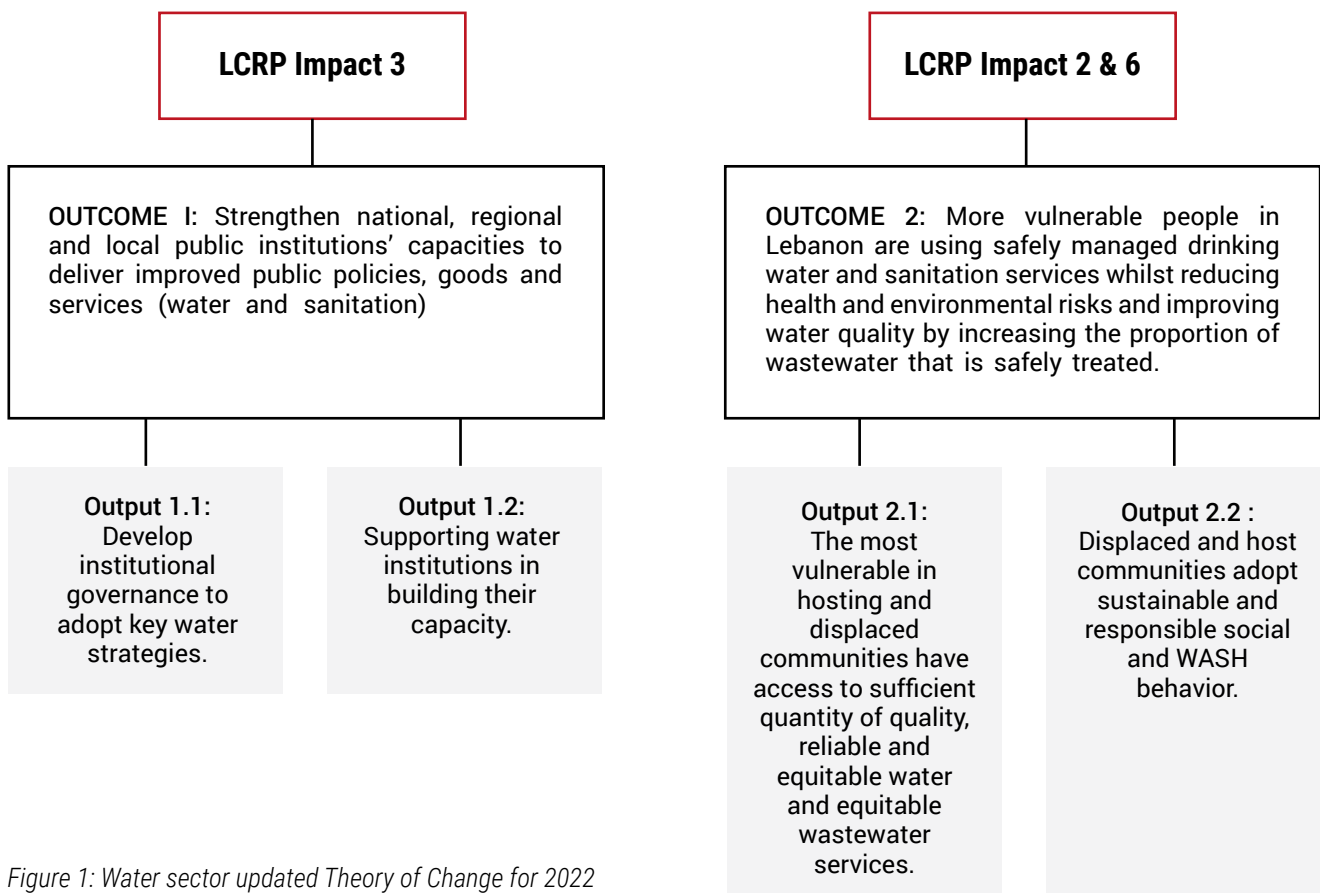 LCRP Impact 3
OUTCOME I: Strengthen national, regional
and local public institutions’ capacities to
deliver improved public policies, goods and
services (water and sanitation)
Output 1.1:
Develop
institutional
governance to
adopt key water
strategies.
Output 1.2:
Supporting water
institutions in
building their
capacity.
LCRP Impact 2 & 6
OUTCOME 2: More vulnerable people in
Lebanon are using safely managed drinking
water and sanitation services whilst reducing
health and environmental risks and improving
water quality by increasing the proportion of
wastewater that is safely treated.
Output 2.1:
The most
vulnerable in
hosting and
displaced
communities have
access to sufficient
quantity of quality,
reliable and
equitable water
and equitable
wastewater
services.
Output 2.2 :
Displaced and host
communities adopt
sustainable and
responsible social
and WASH
behavior.
Figure 1: Water sector updated Theory of Change for 2022